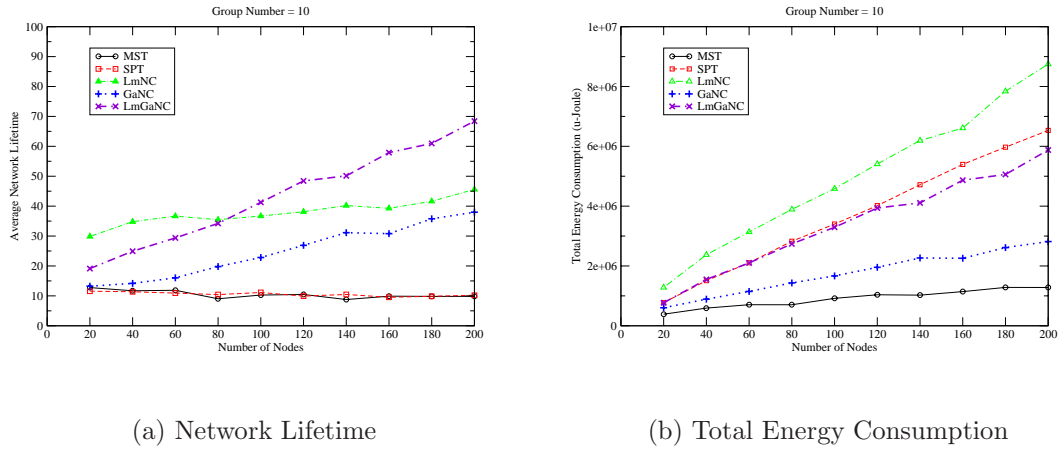 Group Number = 10
100
90
80
70
60
50
40
30
20
10
0
Average Network Lifetime
MST
SPT
LmNC
GaNC
LmGaNC
20 40 60 80 100 120 140 160 180 200
Number of Nodes
(a) Network Lifetime
Group Number = 10
1e+07
8e+06
6e+06
4e+06
2e+06
0
Total Energy Consumption (u-Joule)
MST
SPT
LmNC
GaNC
LmGaNC
20 40 60 80 100 120 140 160 180 200
Number of Nodes
(b) Total Energy Consumption